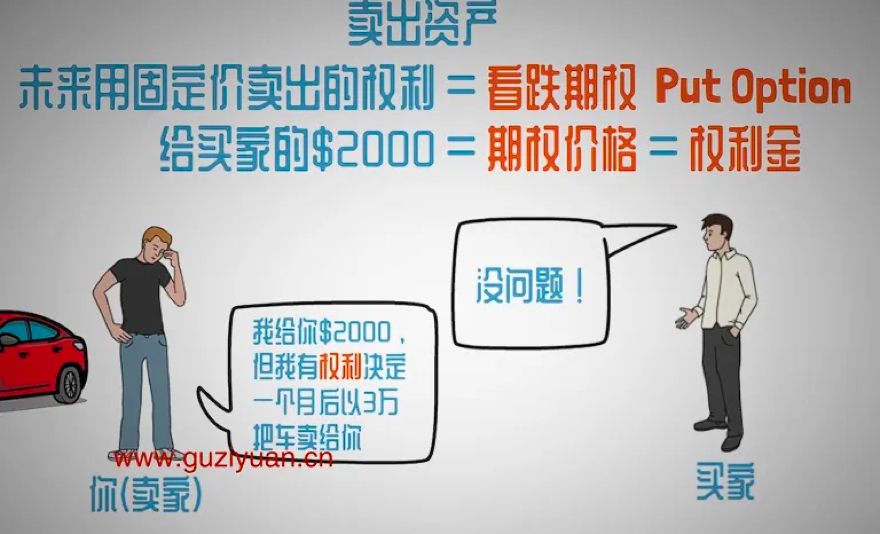 卖出资产
未来用固定价卖出的权利 = 看跌期权 Put Option
给买家的$2000 = 期权价格 = 权利金
没问题！
我给你$2000，
但我有权利决定
一个月后以3万
把车卖给你
www.guziyuan.cn
你(卖家)
买家